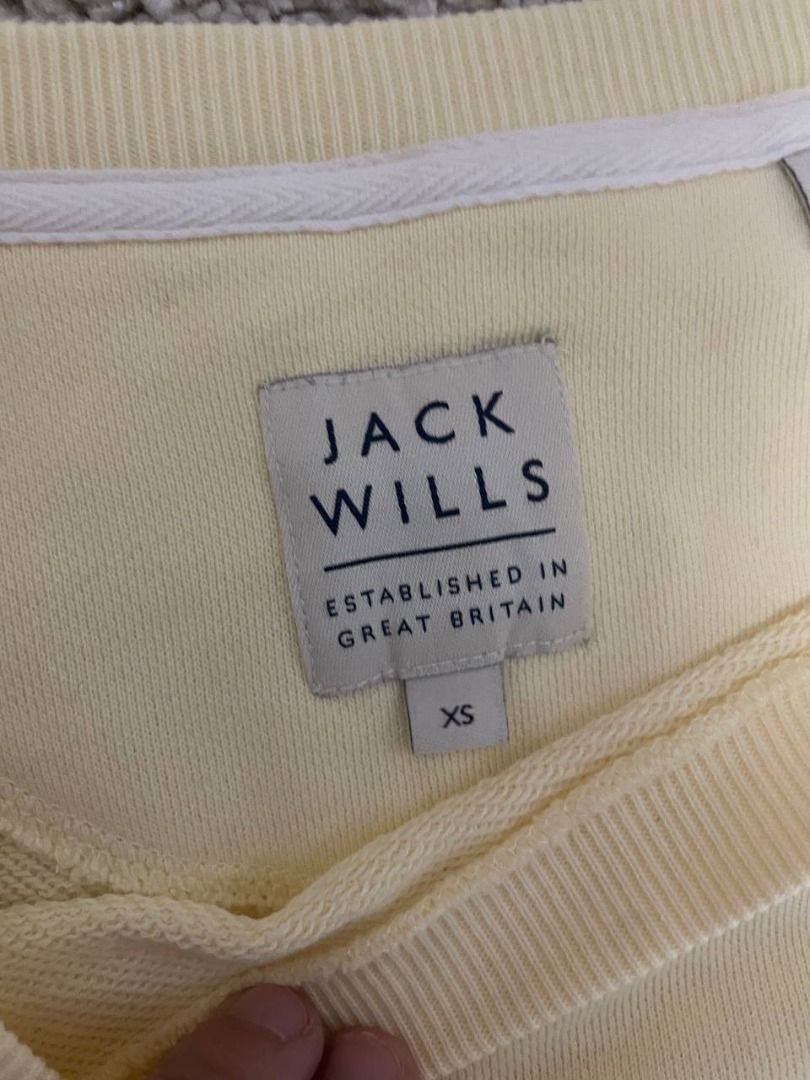 JACK
WILLS
ESTABLISHED IN
GREAT BRITAIN
XS